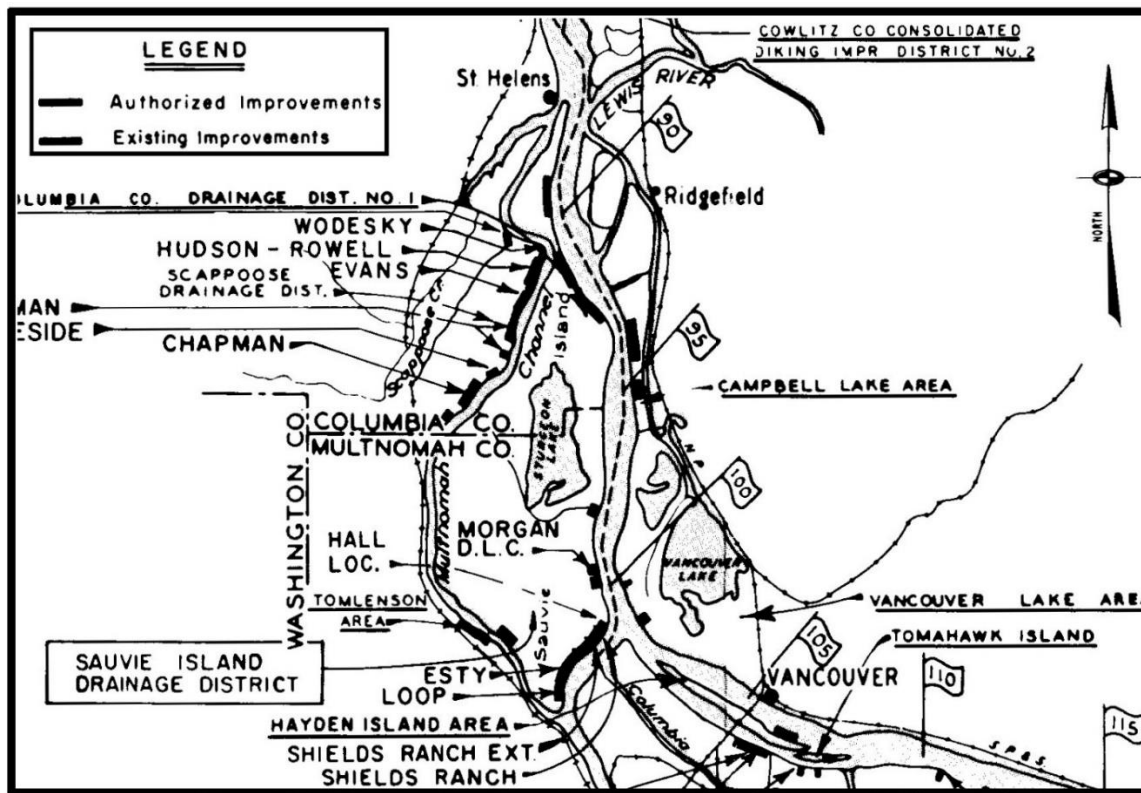 LEGEND
Authorized Improvements
Existing Improvements
COWLITZ CO CONSOLIDATED
DIKING IMPR DISTRICT NO. 2
St. Helens
LEWIS RIVER
90
Ridgefield
NORTH
OLUMBIA CO. DRAINAGE DIST. NO. 1
WODESKY
HUDSON - ROWELL
EVANS
SCAPPOOSE
DRAINAGE DIST.
MAN
ESIDE
CHAPMAN
Scappoose Cr.
Channel
Island
95
CAMPBELL LAKE AREA
COLUMBIA CO.
MULTNOMAH CO.
WASHINGTON CO.
STURGEON
LAKE
N.P.
100
Multnomah
MORGAN
D.L.C.
HALL
LOC.
VANCOUVER
LAKE
VANCOUVER LAKE AREA
TOMLENSON
AREA
Sauvie
TOMAHAWK ISLAND
105
SAUVIE ISLAND
DRAINAGE DISTRICT
ESTY
LOOP
VANCOUVER
110
HAYDEN ISLAND AREA
Columbia
115
SHIELDS RANCH EXT.
SHIELDS RANCH
S.P.& S.